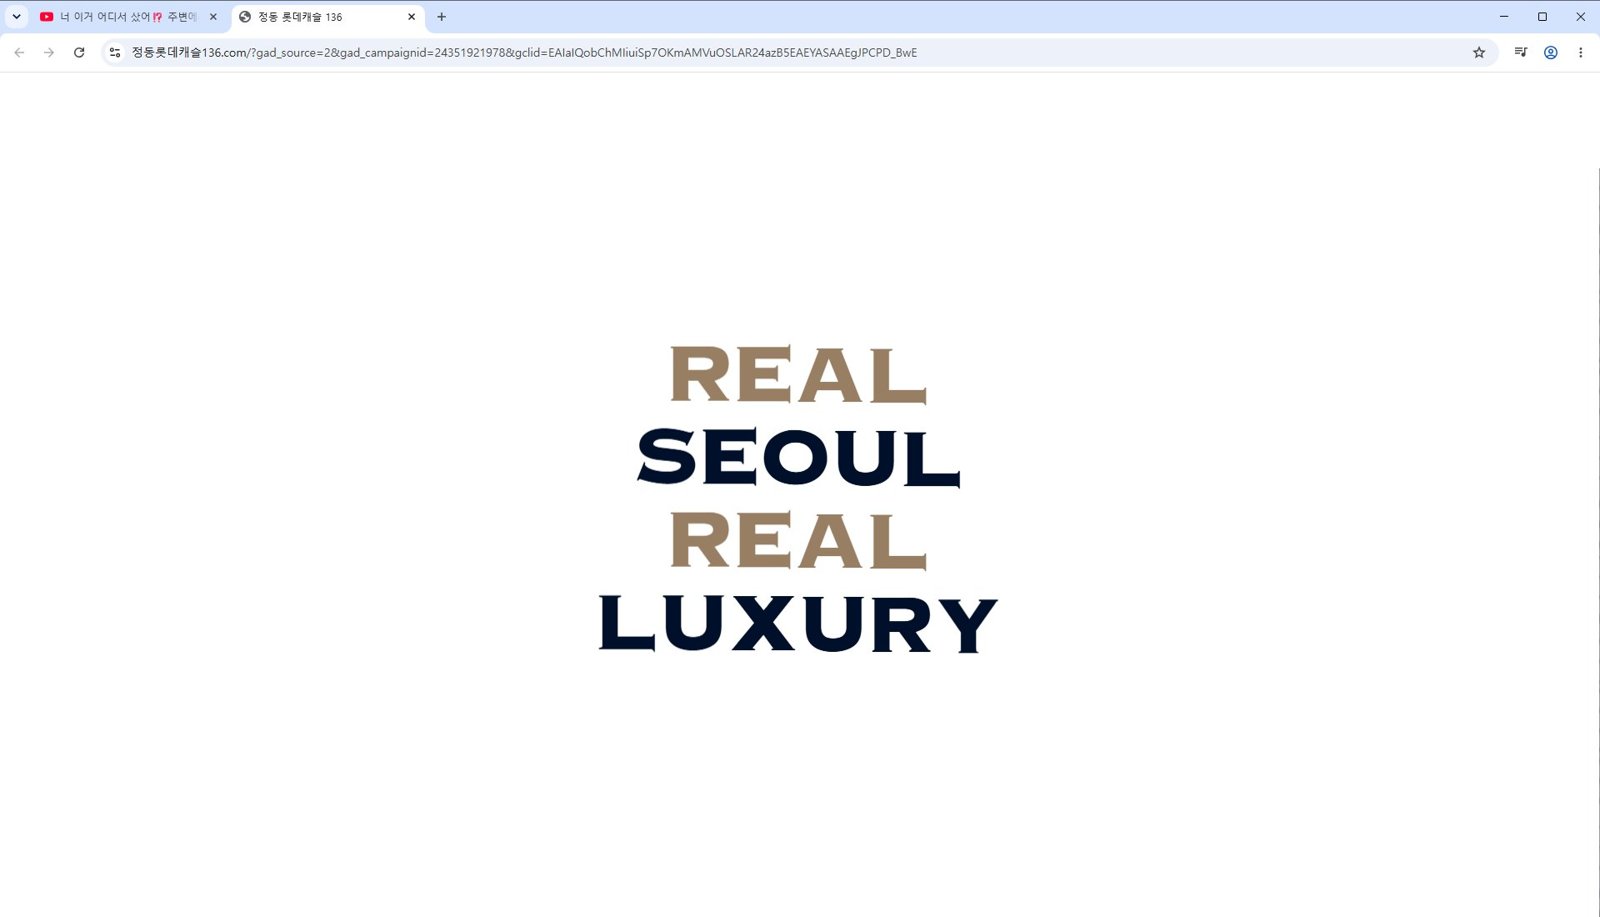 너 이거 어디서 샀어⁉️ 주변에
정동 롯데캐슬 136
정동롯데캐슬136.com/?gad_source=2&gad_campaignid=24351921978&gclid=EAIaIQobChMIiuiSp7OKmAMVuOSLAR24azB5EAEYASAAEgJPCPD_BwE
REAL
SEOUL
REAL
LUXURY